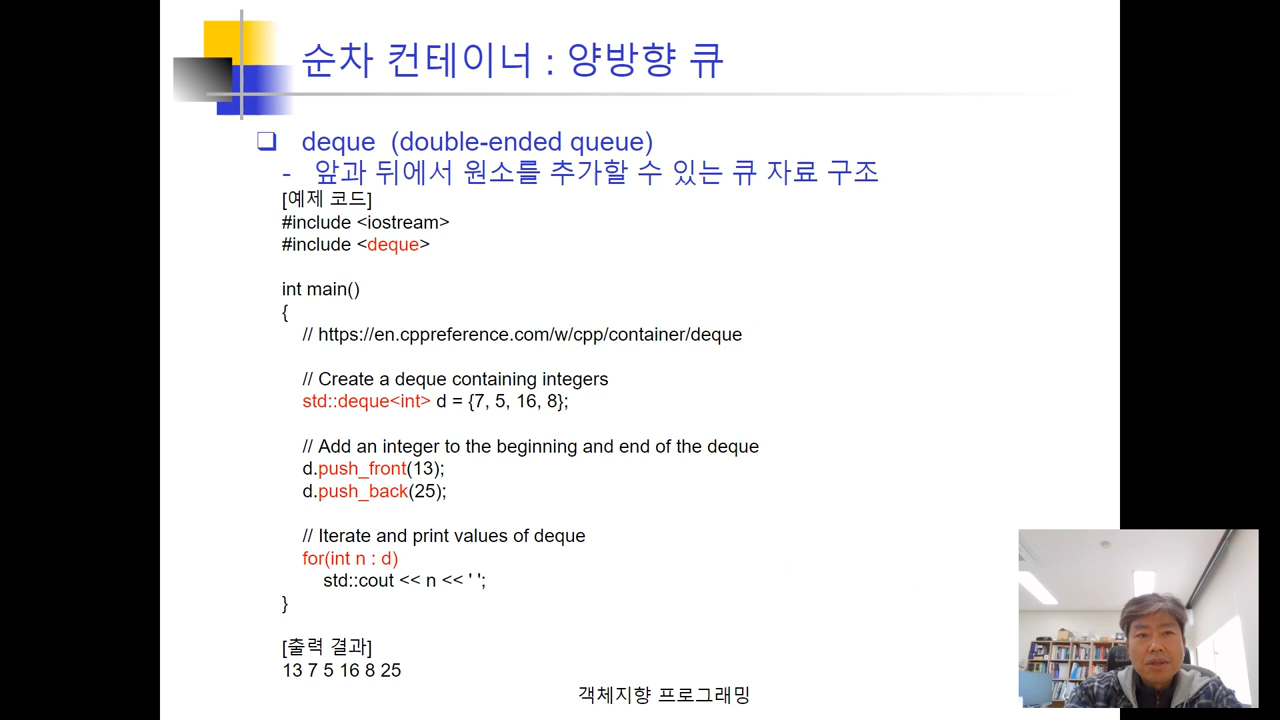 순차 컨테이너 : 양방향 큐
❑ deque (double-ended queue)
- 앞과 뒤에서 원소를 추가할 수 있는 큐 자료 구조
[예제 코드]
#include <iostream>
#include <deque>
int main()
{
// https://en.cppreference.com/w/cpp/container/deque
// Create a deque containing integers
std::deque<int> d = {7, 5, 16, 8};
// Add an integer to the beginning and end of the deque
d.push_front(13);
d.push_back(25);
// Iterate and print values of deque
for(int n : d)
std::cout << n << ' ';
}
[출력 결과]
13 7 5 16 8 25
객체지향 프로그래밍